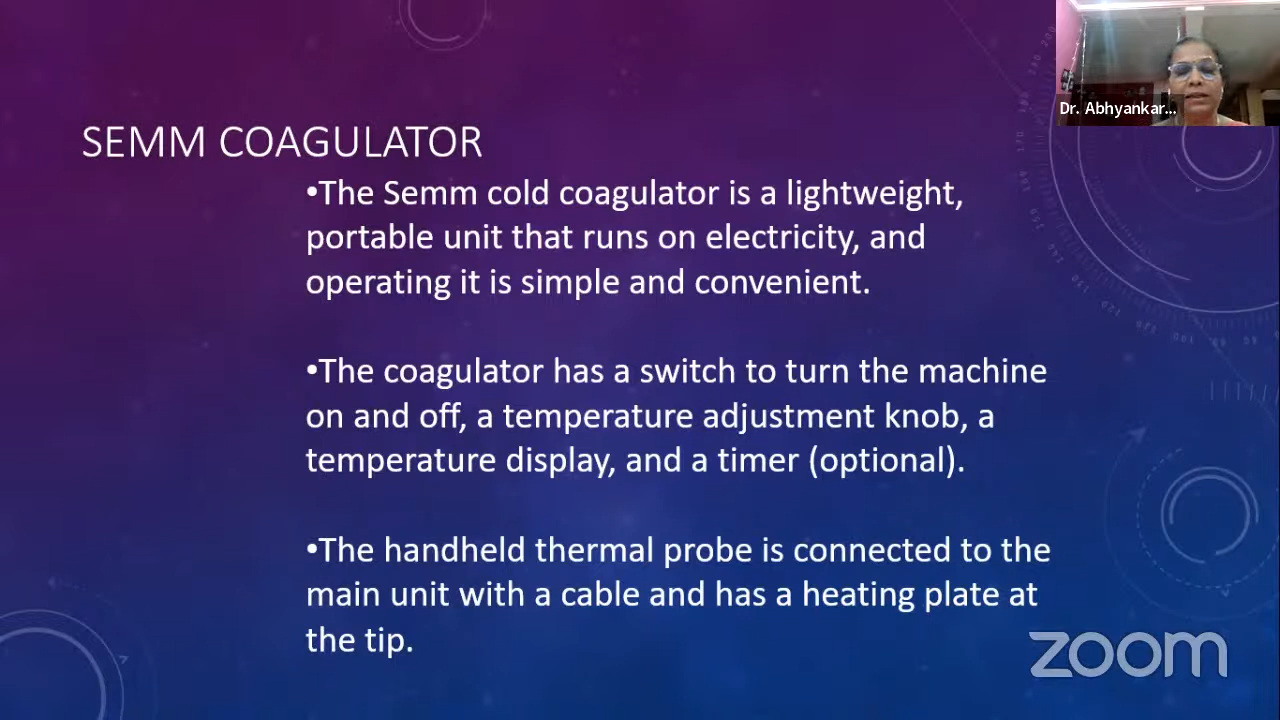 Dr. Abhyankar...
SEMM COAGULATOR
•The Semm cold coagulator is a lightweight,
portable unit that runs on electricity, and
operating it is simple and convenient.
•The coagulator has a switch to turn the machine
on and off, a temperature adjustment knob, a
temperature display, and a timer (optional).
•The handheld thermal probe is connected to the
main unit with a cable and has a heating plate at
the tip.
zoom